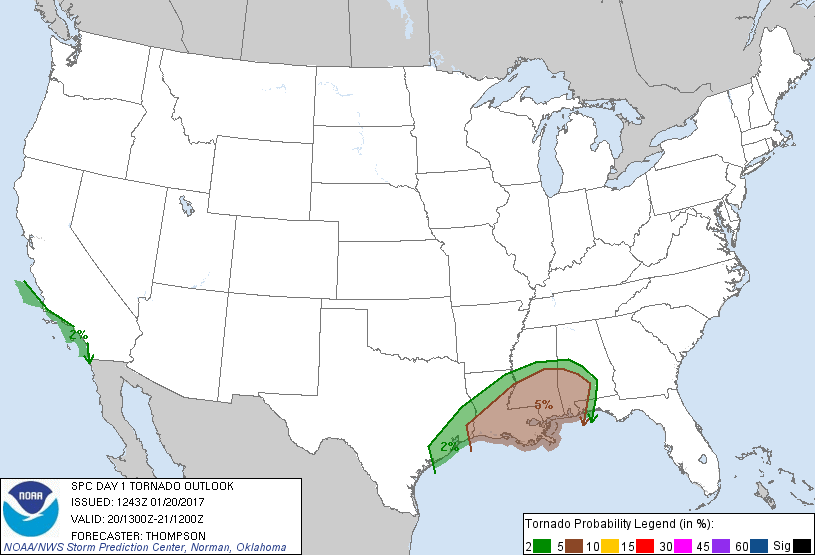 2%
5%
2%
NOAA
SPC DAY 1 TORNADO OUTLOOK
ISSUED: 1243Z 01/20/2017
VALID: 20/1300Z-21/1200Z
FORECASTER: THOMPSON
NOAA/NWS Storm Prediction Center, Norman, Oklahoma
Tornado Probability Legend (in %):
2 5 10 15 30 45 60 Sig